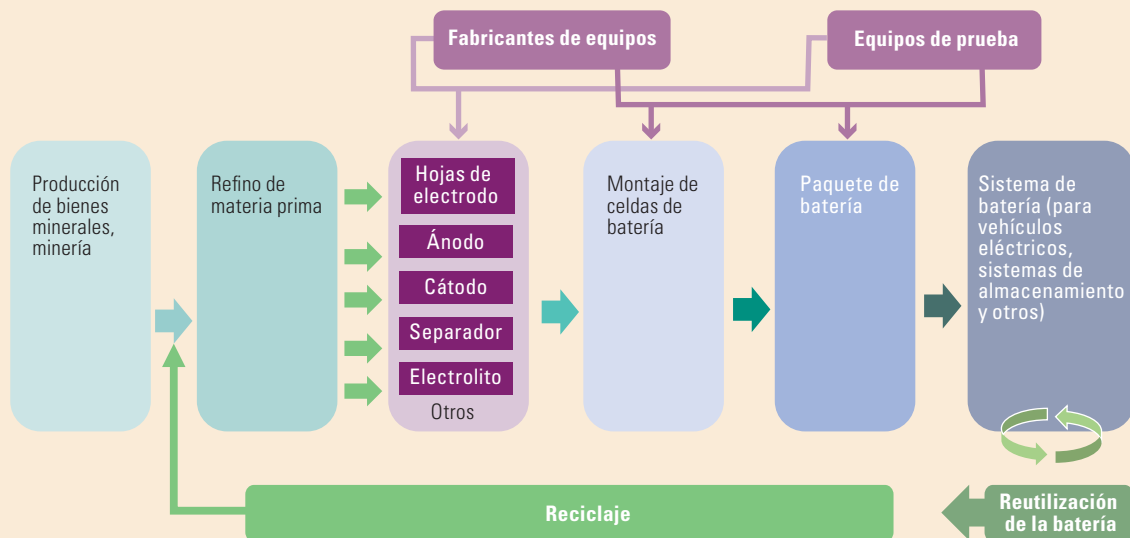 Fabricantes de equipos
Equipos de prueba
Producción
de bienes
minerales,
minería
Refino de
materia prima
Hojas de
electrodo
Ánodo
Cátodo
Separador
Electrolito
Otros
Montaje de
celdas de
batería
Paquete de
batería
Sistema de
batería (para
vehículos
eléctricos,
sistemas de
almacenamiento
y otros)
Reciclaje
Reutilización
de la batería